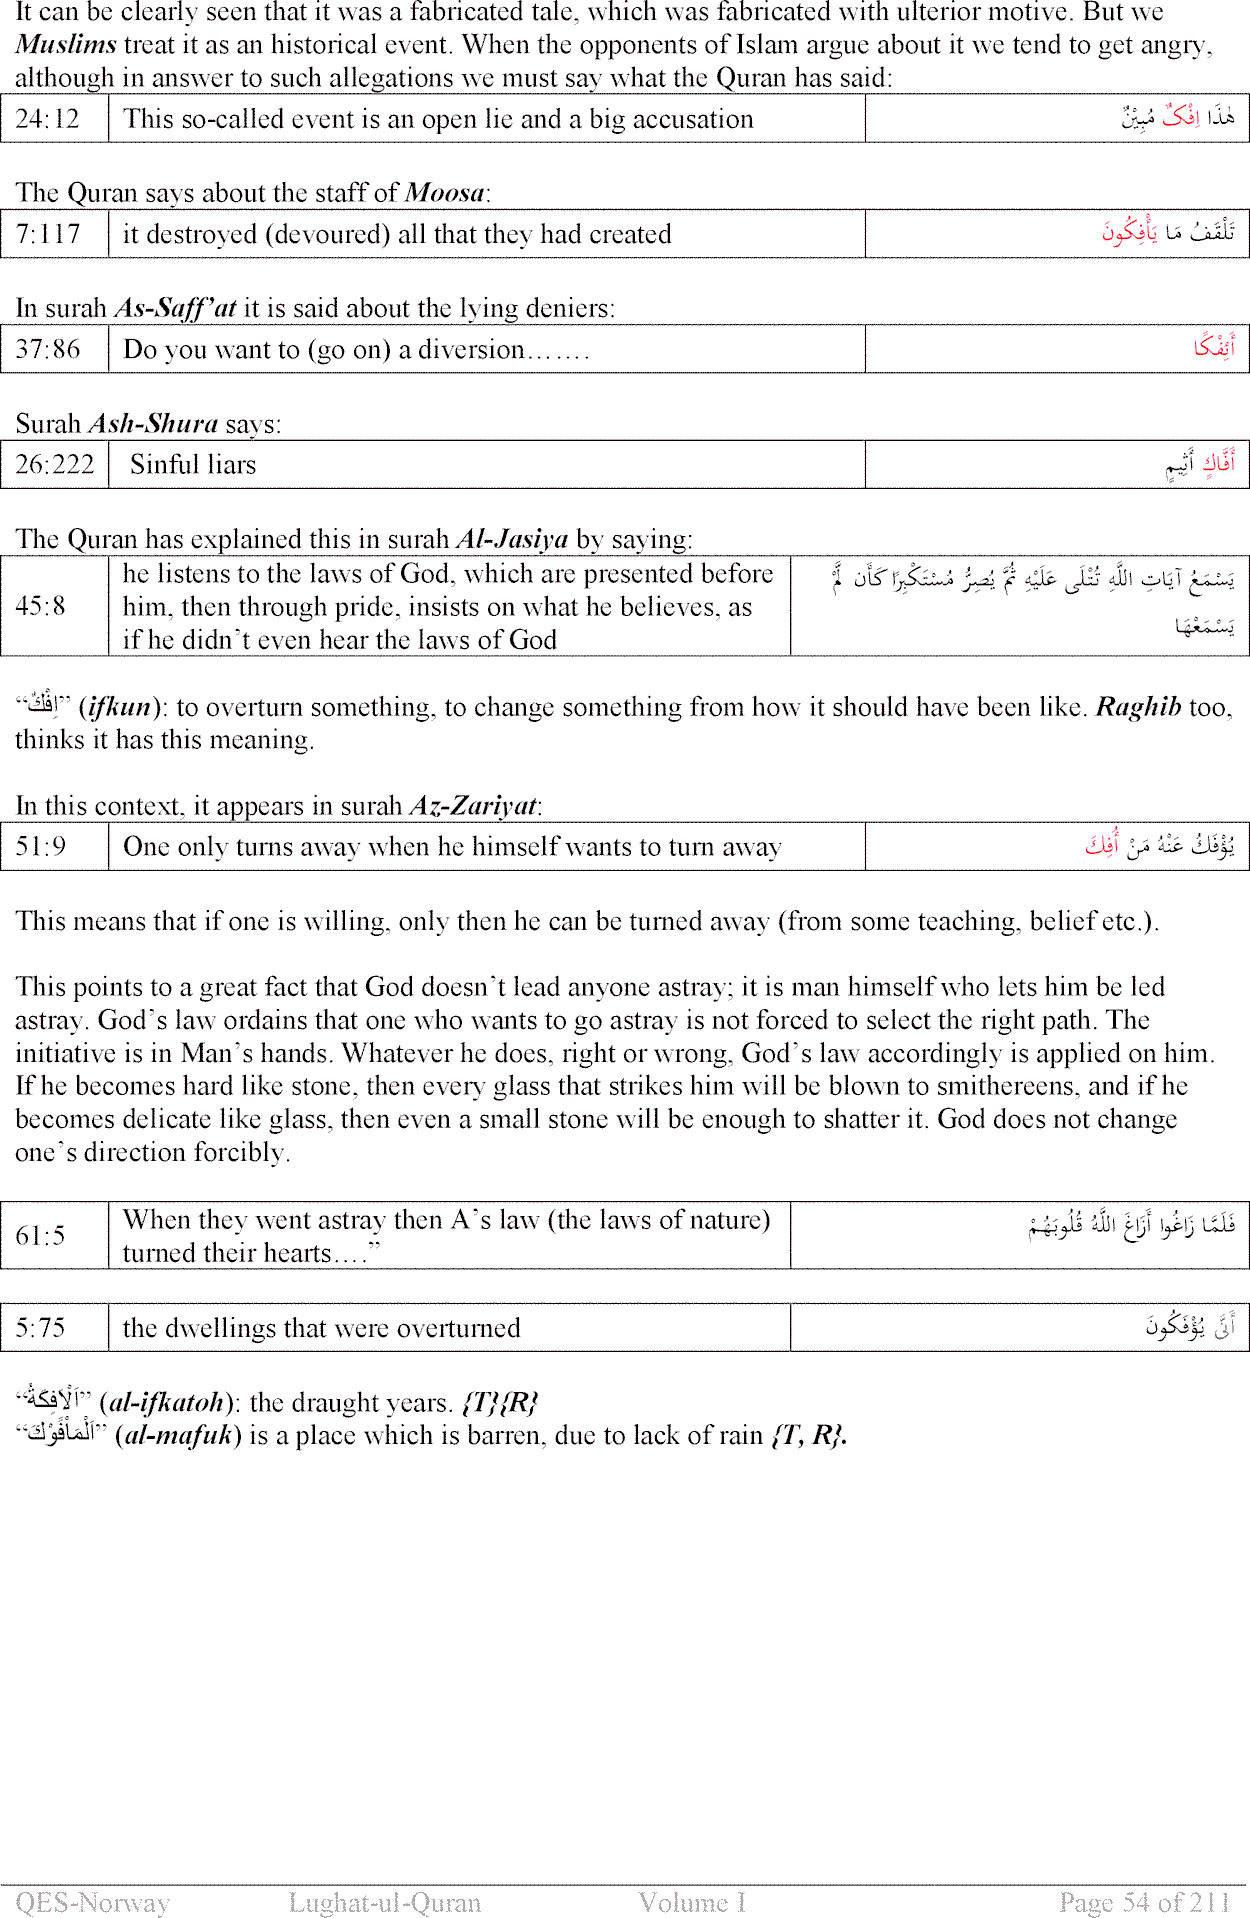 It can be clearly seen that it was a fabricated tale, which was fabricated with ulterior motive. But we
Muslims treat it as an historical event. When the opponents of Islam argue about it we tend to get angry,
although in answer to such allegations we must say what the Quran has said:
24:12 This so-called event is an open lie and a big accusation هٰذَا اِفْکٌ مُبِیْنٌ
The Quran says about the staff of Moosa:
7:117 it destroyed (devoured) all that they had created تَلْقَفُ مَا يَأْفِكُونَ
In surah As-Saff’at it is said about the lying deniers:
37:86 Do you want to (go on) a diversion……. أَئِفْكًا
Surah Ash-Shura says:
26:222 Sinful liars أَفَّاكٍ أَثِيمٍ
The Quran has explained this in surah Al-Jasiya by saying:
45:8 he listens to the laws of God, which are presented before يَسْمَعُ آيَاتِ اللَّهِ تُتْلَى عَلَيْهِ ثُمَّ يُصِرُّ مُسْتَكْبِرًا كَأَن لَّمْ
him, then through pride, insists on what he believes, as يَسْمَعْهَا
if he didn’t even hear the laws of God
“اِفْكٌ” (ifkun): to overturn something, to change something from how it should have been like. Raghib too,
thinks it has this meaning.
In this context, it appears in surah Az-Zariyat:
51:9 One only turns away when he himself wants to turn away يُؤْفَكُ عَنْهُ مَنْ أُفِكَ
This means that if one is willing, only then he can be turned away (from some teaching, belief etc.).
This points to a great fact that God doesn’t lead anyone astray; it is man himself who lets him be led
astray. God’s law ordains that one who wants to go astray is not forced to select the right path. The
initiative is in Man’s hands. Whatever he does, right or wrong, God’s law accordingly is applied on him.
If he becomes hard like stone, then every glass that strikes him will be blown to smithereens, and if he
becomes delicate like glass, then even a small stone will be enough to shatter it. God does not change
one’s direction forcibly.
61:5 When they went astray then A’s law (the laws of nature) فَلَمَّا زَاغُوا أَزَاغَ اللَّهُ قُلُوبَهُمْ
turned their hearts….”
5:75 the dwellings that were overturned أَنَّى يُؤْفَكُونَ
“اَلْاَفِكَةُ” (al-ifkatoh): the draught years. {T}{R}
“اَلْمَأْفُوْكَ” (al-mafuk) is a place which is barren, due to lack of rain {T, R}.
QES-Norway Lughat-ul-Quran Volume I Page 54 of 211